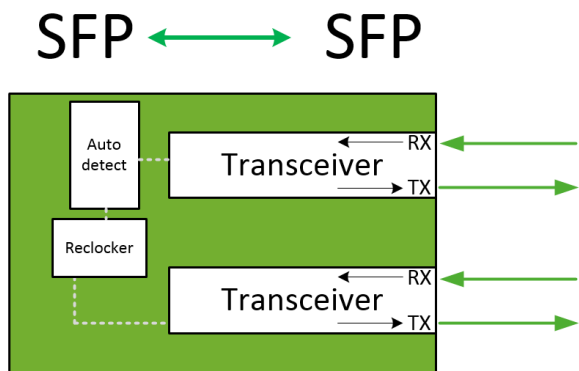 SFP SFP
Auto
detect
Transceiver
RX
TX
Reclocker
Transceiver
RX
TX